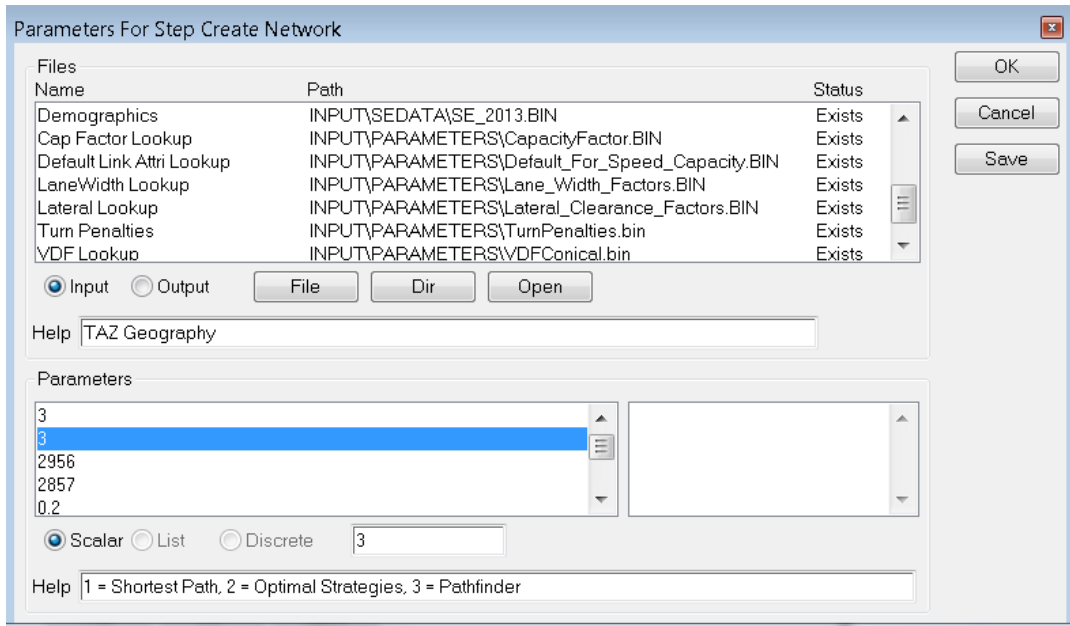 Parameters For Step Create Network
Files
Name Path Status
Demographics INPUT\SEDATA\SE_2013.BIN Exists
Cap Factor Lookup INPUT\PARAMETERS\CapacityFactor.BIN Exists
Default Link Attri Lookup INPUT\PARAMETERS\Default_For_Speed_Capacity.BIN Exists
LaneWidth Lookup INPUT\PARAMETERS\Lane_Width_Factors.BIN Exists
Lateral Lookup INPUT\PARAMETERS\Lateral_Clearance_Factors.BIN Exists
Turn Penalties INPUT\PARAMETERS\TurnPenalties.bin Exists
VDF Lookup INPUT\PARAMETERS\VDFConical.bin Exists
Input Output File Dir Open
Help TAZ Geography
OK
Cancel
Save
Parameters
3
3
2956
2857
0.2
Scalar List Discrete 3
Help 1 = Shortest Path, 2 = Optimal Strategies, 3 = Pathfinder